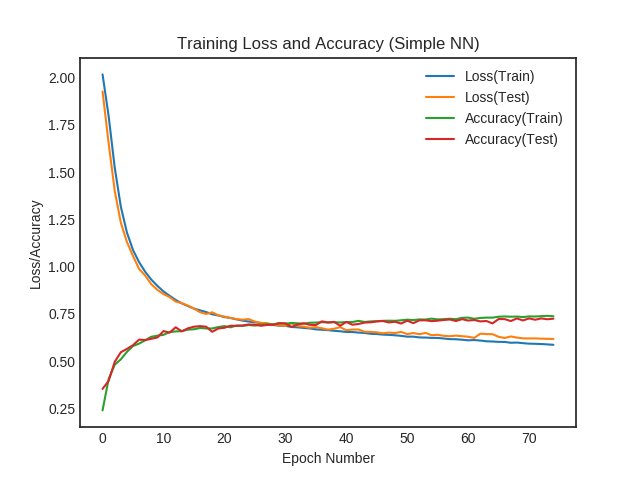 Training Loss and Accuracy (Simple NN)
Loss(Train)
Loss(Test)
Accuracy(Train)
Accuracy(Test)
Loss/Accuracy
2.00
1.75
1.50
1.25
1.00
0.75
0.50
0.25
0 10 20 30 40 50 60 70
Epoch Number